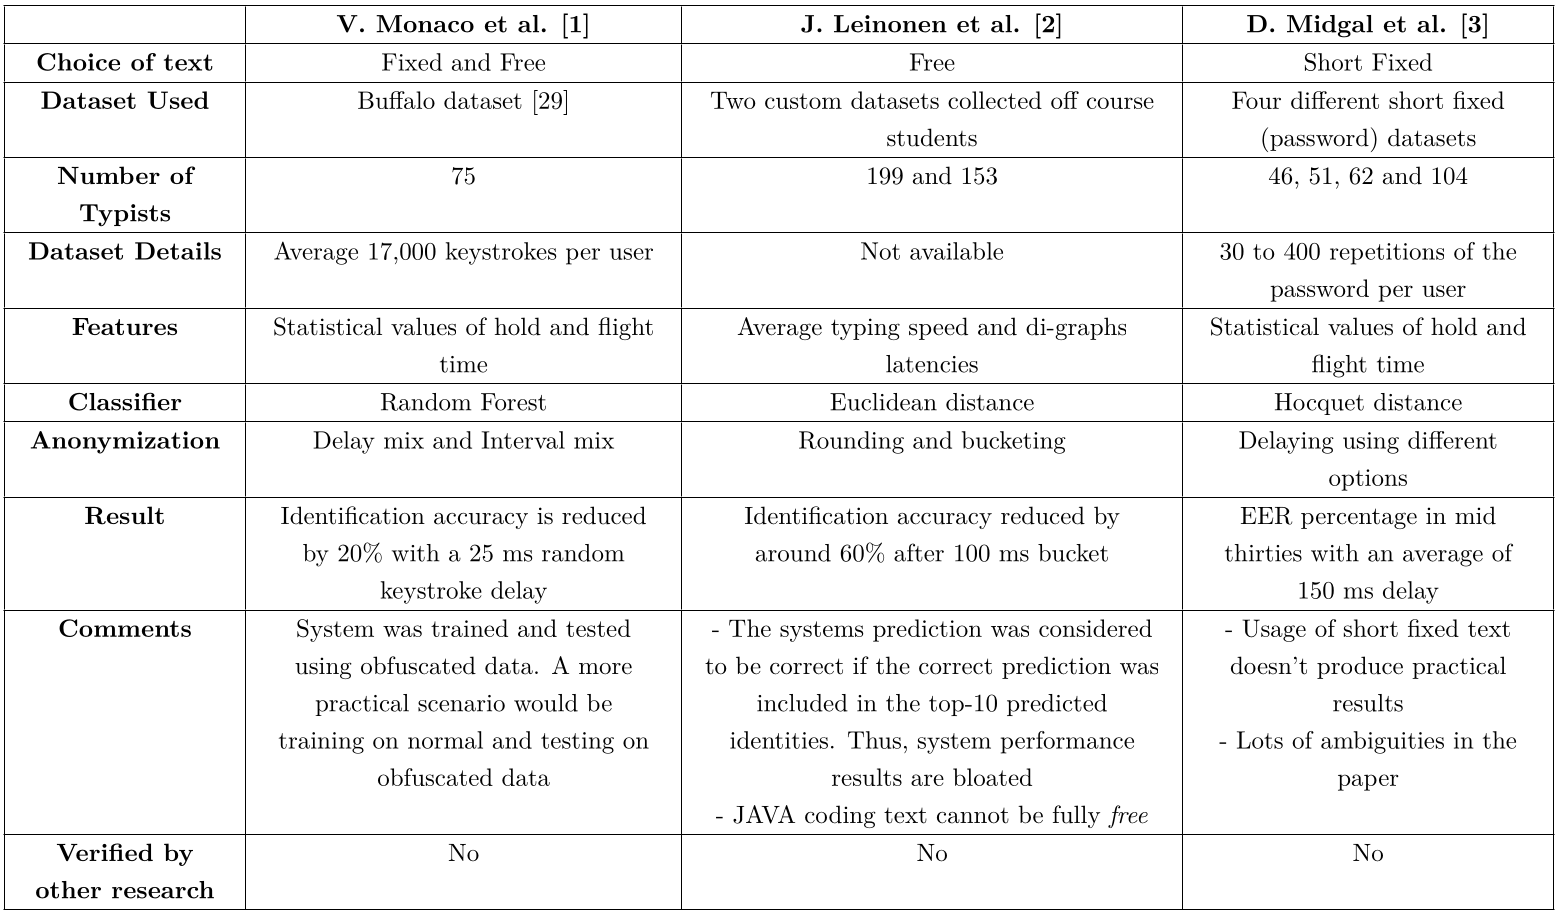 V. Monaco et al. [1] J. Leinonen et al. [2] D. Midgal et al. [3]
Choice of text Fixed and Free Free Short Fixed
Dataset Used Buffalo dataset [29] Two custom datasets collected off course Four different short fixed
students (password) datasets
Number of 75 199 and 153 46, 51, 62 and 104
Typists
Dataset Details Average 17,000 keystrokes per user Not available 30 to 400 repetitions of the
password per user
Features Statistical values of hold and flight Average typing speed and di-graphs Statistical values of hold and
time latencies flight time
Classifier Random Forest Euclidean distance Hocquet distance
Anonymization Delay mix and Interval mix Rounding and bucketing Delaying using different
options
Result Identification accuracy is reduced Identification accuracy reduced by EER percentage in mid
by 20% with a 25 ms random around 60% after 100 ms bucket thirties with an average of
keystroke delay 150 ms delay
Comments System was trained and tested - The systems prediction was considered - Usage of short fixed text
using obfuscated data. A more to be correct if the correct prediction was doesn't produce practical
practical scenario would be included in the top-10 predicted results
training on normal and testing on identities. Thus, system performance - Lots of ambiguities in the
obfuscated data results are bloated paper
- JAVA coding text cannot be fully free
Verified by No No No
other research